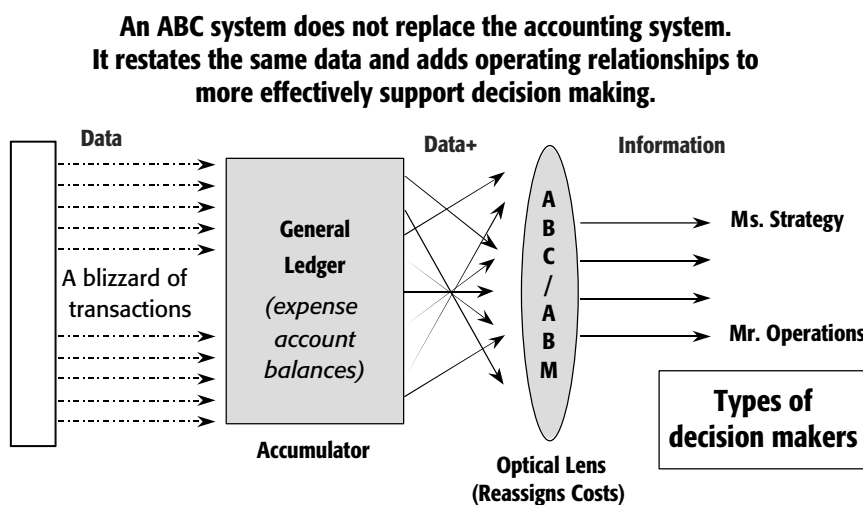 An ABC system does not replace the accounting system.
It restates the same data and adds operating relationships to
more effectively support decision making.
Data
Data+
Information
A blizzard of
transactions
General
Ledger
(expense
account
balances)
Accumulator
A
B
C
/
A
B
M
Optical Lens
(Reassigns Costs)
Ms. Strategy
Mr. Operations
Types of
decision makers